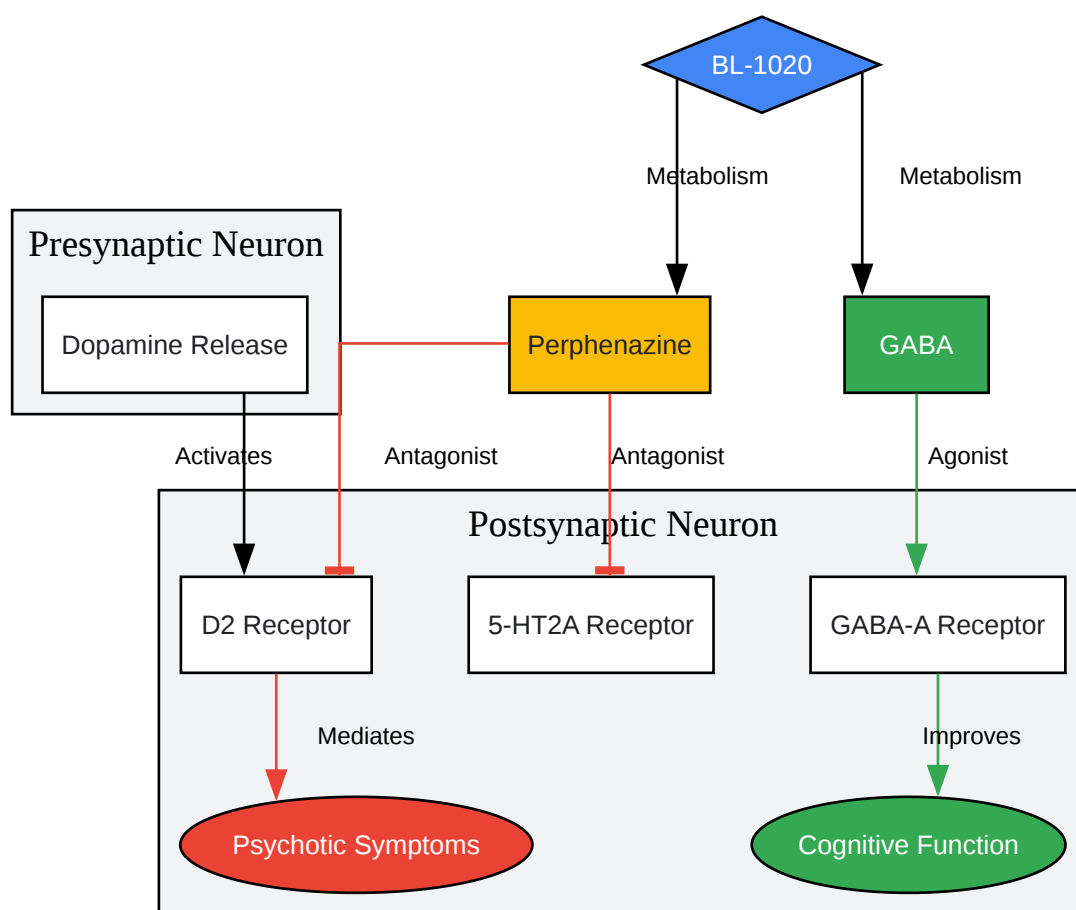 BL-1020
Metabolism
Metabolism
Presynaptic Neuron
Dopamine Release
Perphenazine
GABA
Activates
Antagonist
Antagonist
Agonist
Postsynaptic Neuron
D2 Receptor
5-HT2A Receptor
GABA-A Receptor
Mediates
Improves
Psychotic Symptoms
Cognitive Function